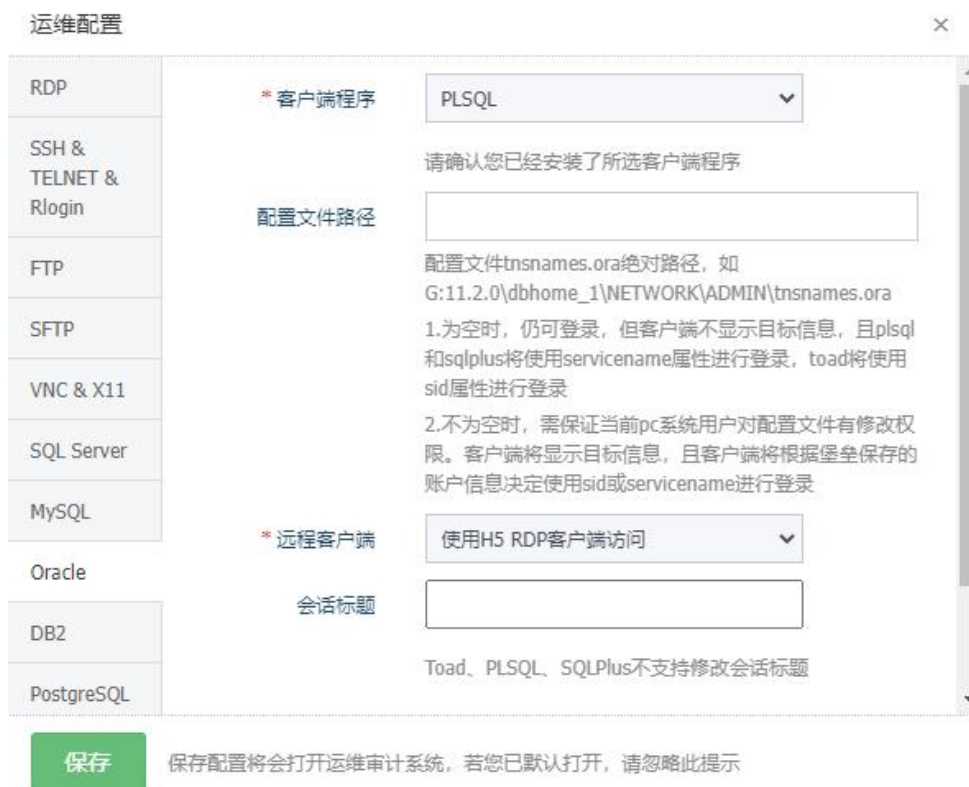 运维配置
×
RDP
SSH &
TELNET &
Rlogin
FTP
SFTP
VNC & X11
SQL Server
MySQL
Oracle
DB2
PostgreSQL
* 客户端程序
PLSQL
请确认您已经安装了所选客户端程序
配置文件路径
配置文件tnsnames.ora绝对路径，如
G:11.2.0\dbhome_1\NETWORK\ADMIN\tnsnames.ora
1.为空时，仍可登录，但客户端不显示目标信息，且plsql
和sqlplus将使用servicename属性进行登录，toad将使用
sid属性进行登录
2.不为空时，需保证当前pc系统用户对配置文件有修改权
限。客户端将显示目标信息，且客户端将根据堡垒保存的
账户信息决定使用sid或servicename进行登录
* 远程客户端
使用H5 RDP客户端访问
会话标题
Toad、PLSQL、SQLPlus不支持修改会话标题
保存
保存配置将会打开运维审计系统，若您已默认打开，请忽略此提示